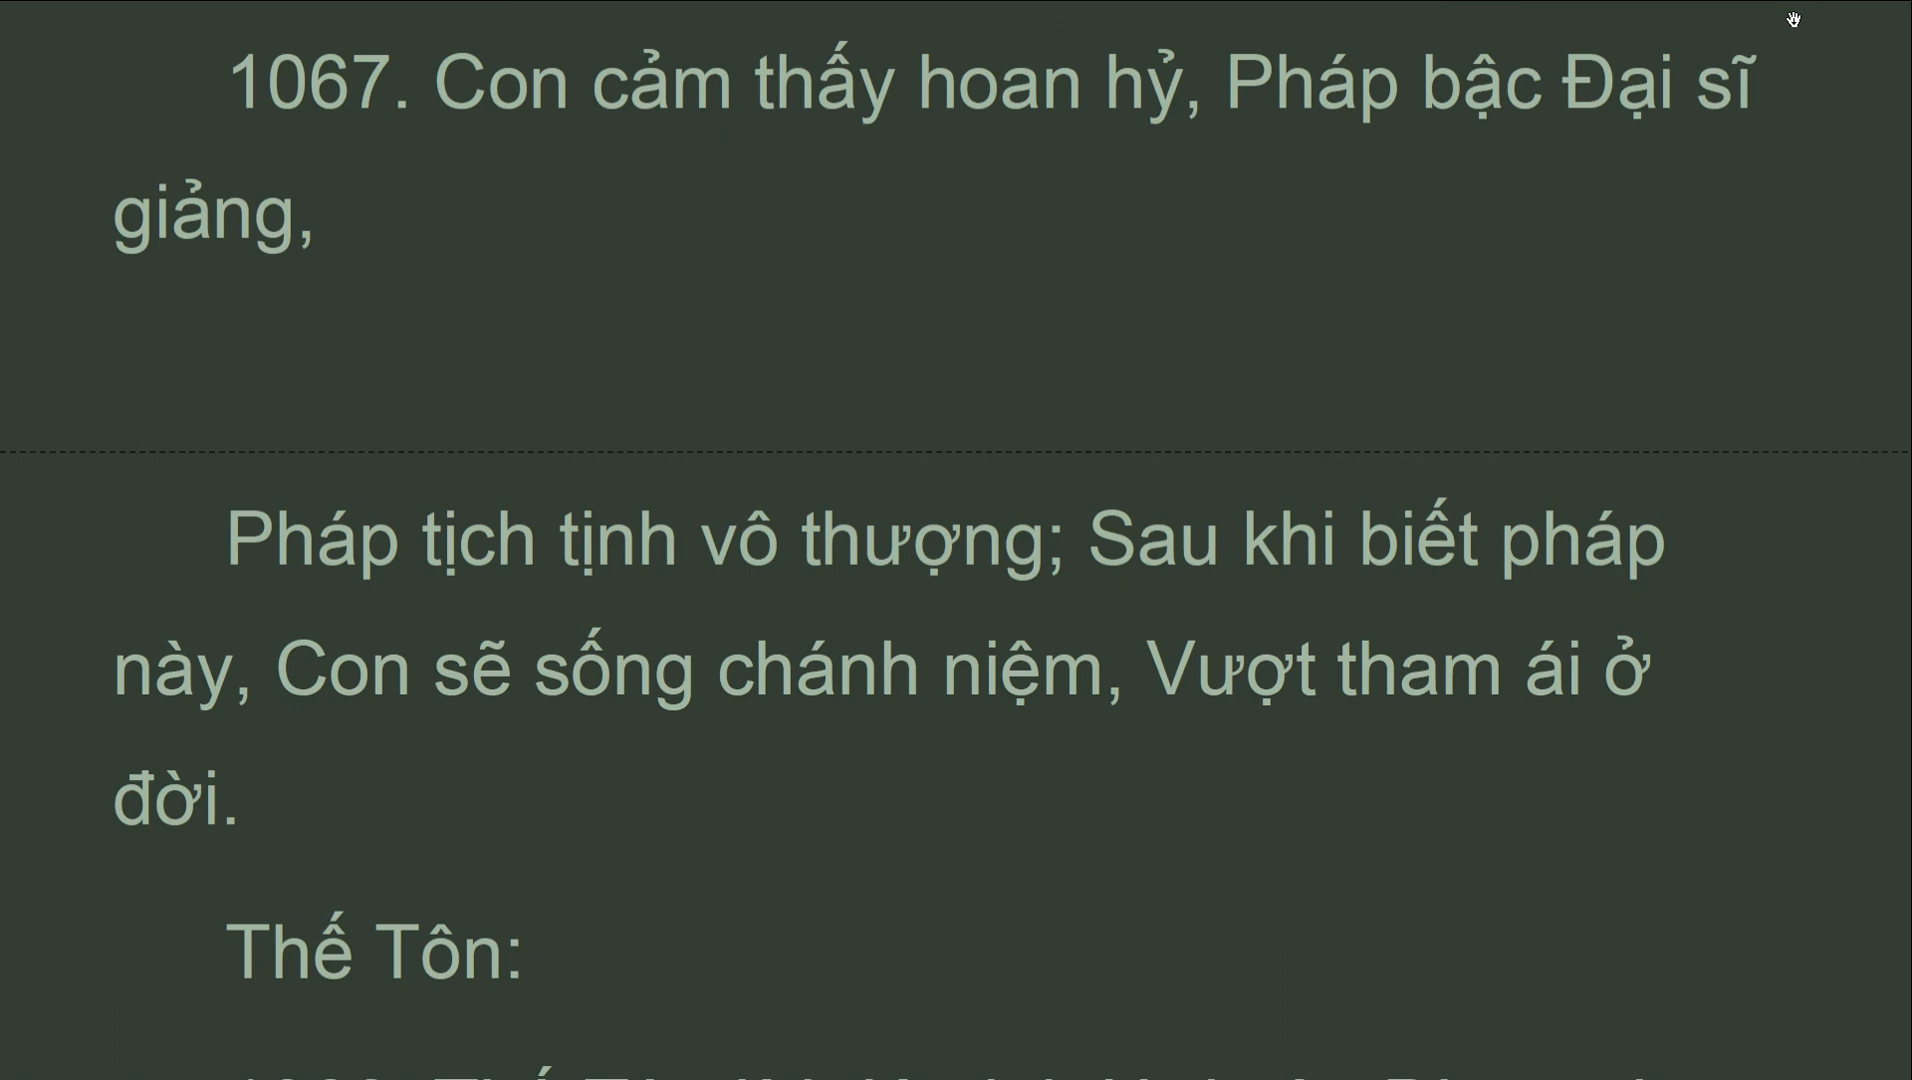 1067. Con cảm thấy hoan hỷ, Pháp bậc Đại sĩ
giảng,
Pháp tịch tịnh vô thượng; Sau khi biết pháp
này, Con sẽ sống chánh niệm, Vượt tham ái ở
đời.
Thế Tôn: